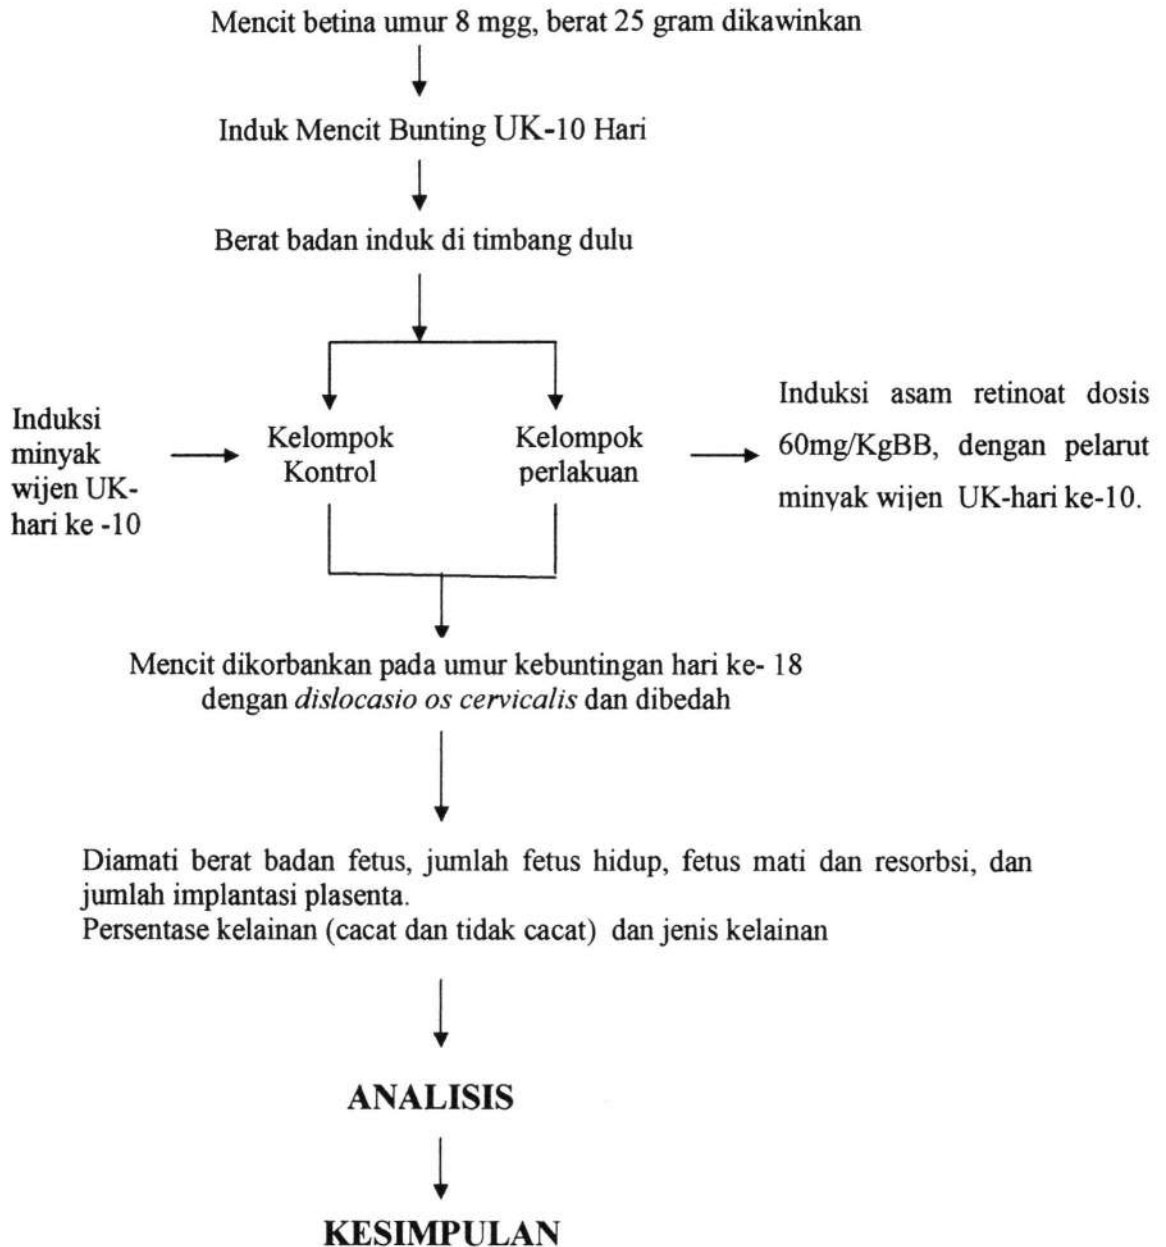 Mencit betina umur 8 mgg, berat 25 gram dikawinkan
Induk Mencit Bunting UK-10 Hari
Berat badan induk di timbang dulu
Induksi
minyak
wijen UK-
hari ke -10
Kelompok
Kontrol
Kelompok
perlakuan
Induksi asam retinoat dosis
60mg/KgBB, dengan pelarut
minyak wijen UK-hari ke-10.
Mencit dikorbankan pada umur kebuntingan hari ke- 18
dengan dislocasio os cervicalis dan dibedah
Diamati berat badan fetus, jumlah fetus hidup, fetus mati dan resorbsi, dan
jumlah implantasi plasenta.
Persentase kelainan (cacat dan tidak cacat) dan jenis kelainan
ANALISIS
KESIMPULAN